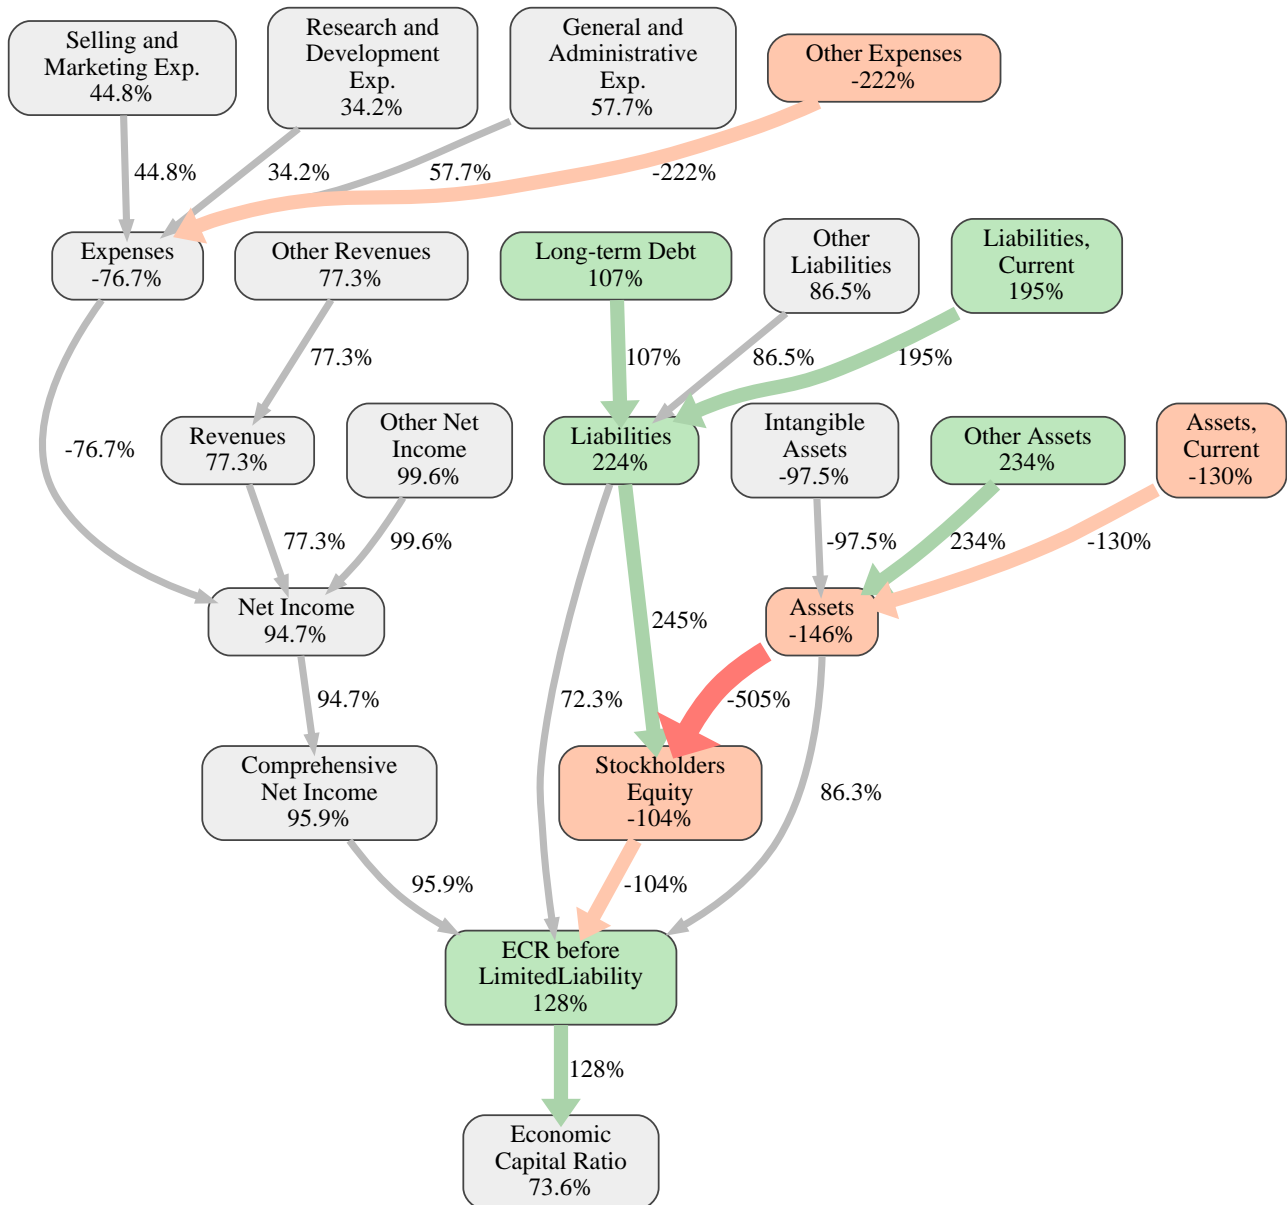 Selling and
Marketing Exp.
44.8%
Research and
Development
Exp.
34.2%
General and
Administrative
Exp.
57.7%
Other Expenses
-222%
44.8%
34.2%
57.7%
-222%
Expenses
-76.7%
Other Revenues
77.3%
Long-term Debt
107%
Other
Liabilities
86.5%
Liabilities,
Current
195%
77.3%
107%
86.5%
195%
-76.7%
Revenues
77.3%
Other Net
Income
99.6%
Liabilities
224%
Intangible
Assets
-97.5%
Other Assets
234%
Assets,
Current
-130%
77.3%
99.6%
-97.5%
234%
-130%
Net Income
94.7%
245%
Assets
-146%
94.7%
72.3%
-505%
Comprehensive
Net Income
95.9%
Stockholders
Equity
-104%
86.3%
95.9%
-104%
ECR before
LimitedLiability
128%
128%
Economic
Capital Ratio
73.6%